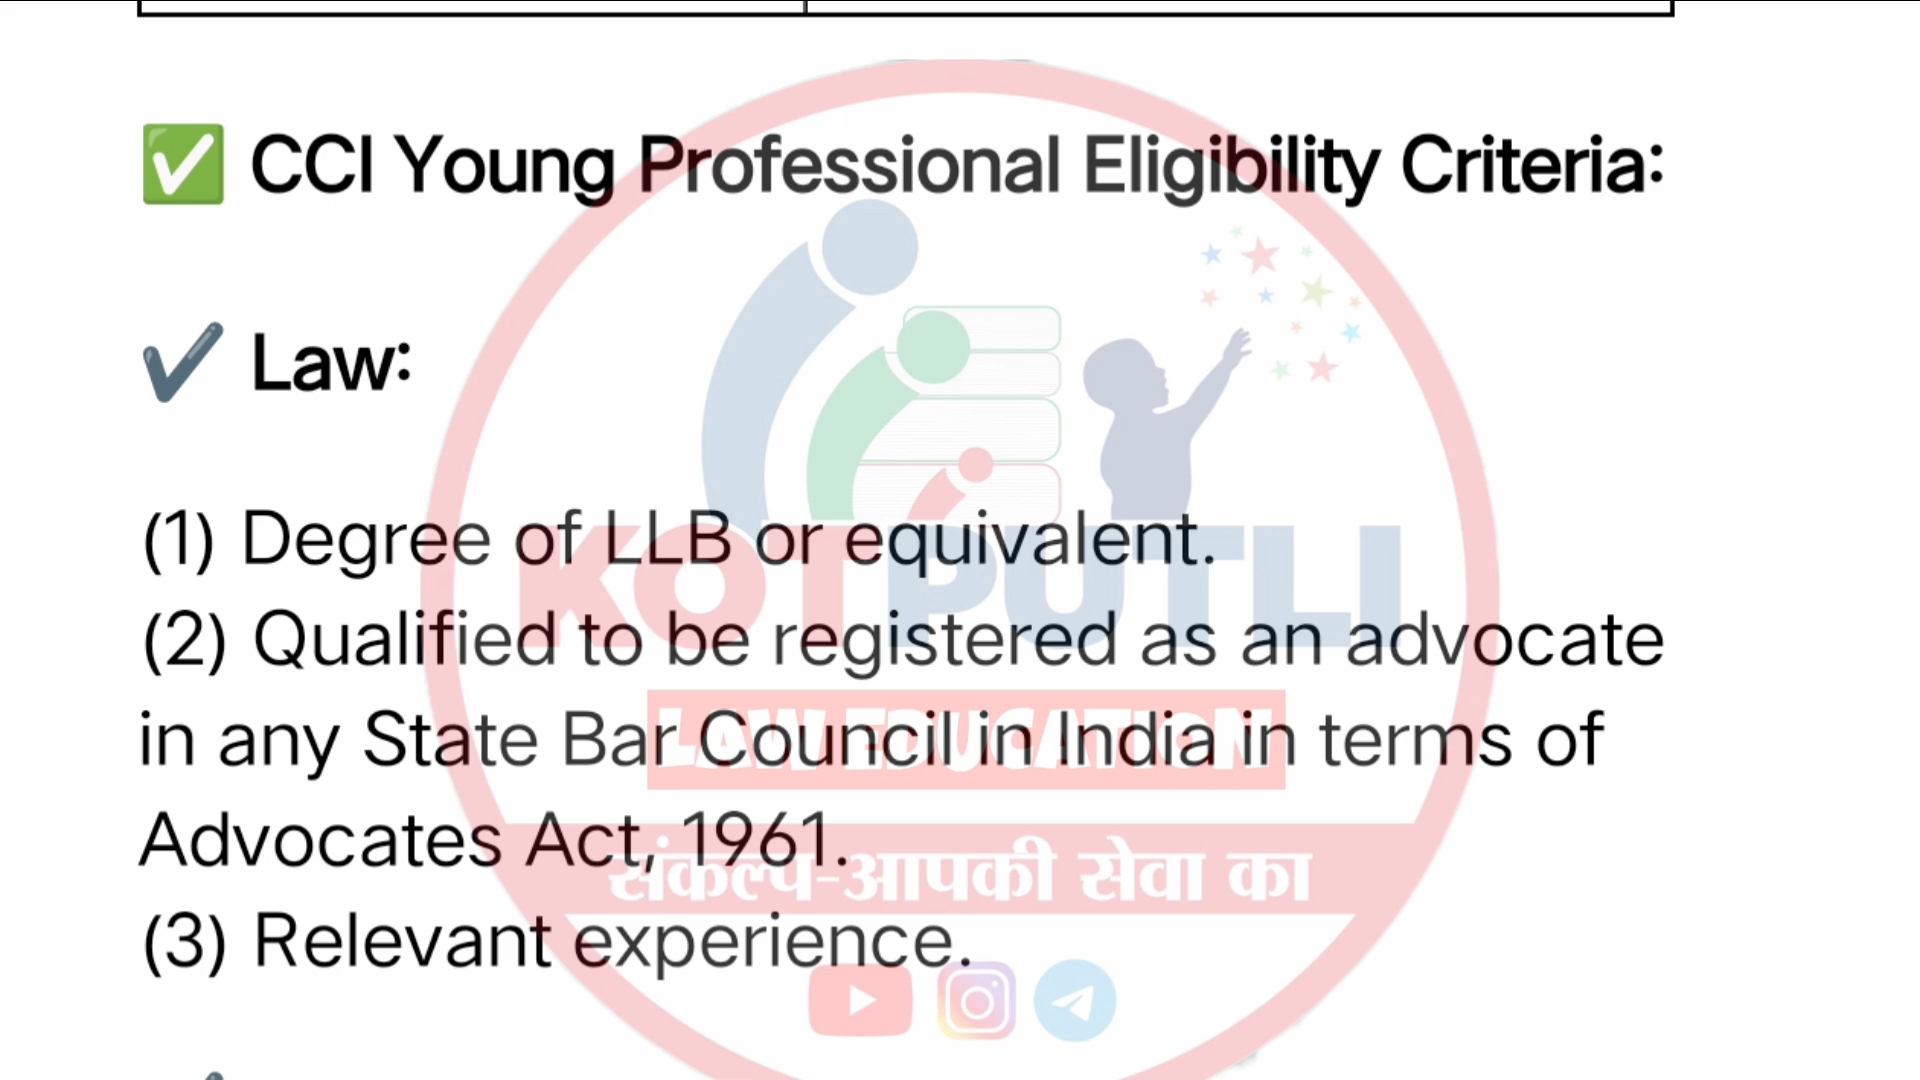 ✅ CCI Young Professional Eligibility Criteria:
✔️ Law:
(1) Degree of LLB or equivalent.
(2) Qualified to be registered as an advocate
in any State Bar Council in India in terms of
Advocates Act, 1961.
(3) Relevant experience.
KOTPUTLI
LAW EDUCATION
संकल्प-आपकी सेवा का